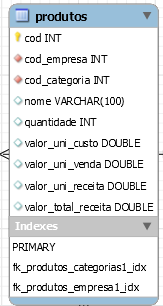 produtos
cod INT
cod_empresa INT
cod_categoria INT
nome VARCHAR(100)
quantidade INT
valor_uni_custo DOUBLE
valor_uni_venda DOUBLE
valor_uni_receita DOUBLE
valor_total_receita DOUBLE
Indexes
PRIMARY
fk_produtos_categorias1_idx
fk_produtos_empresa1_idx